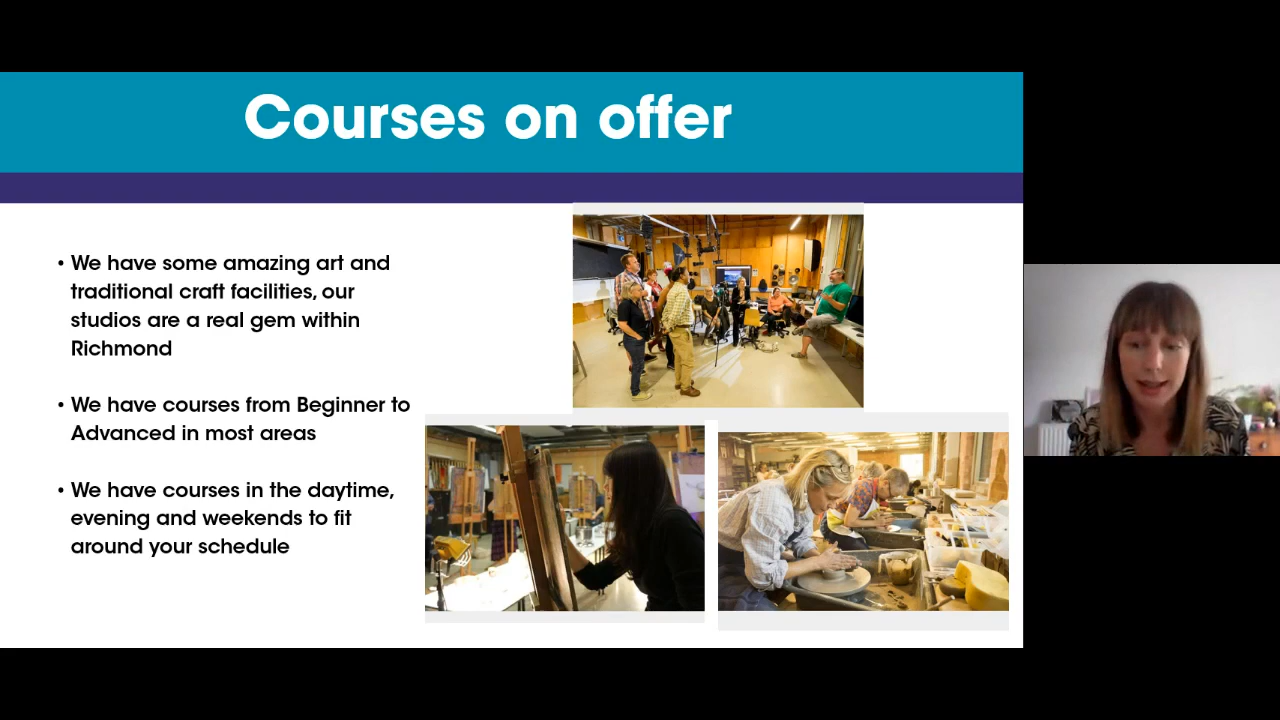 Courses on offer
• We have some amazing art and
traditional craft facilities, our
studios are a real gem within
Richmond
• We have courses from Beginner to
Advanced in most areas
• We have courses in the daytime,
evening and weekends to fit
around your schedule